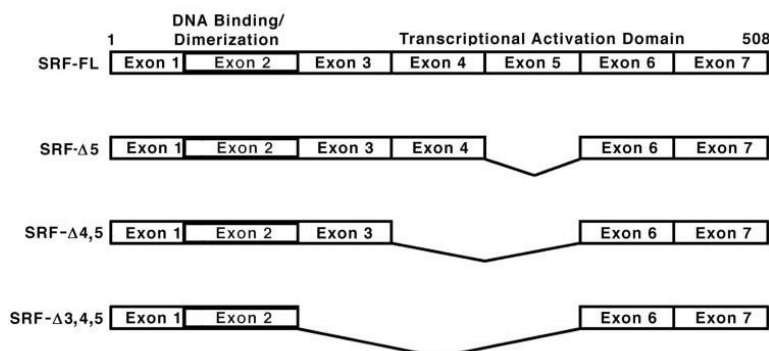 DNA Binding/
1 Dimerization Transcriptional Activation Domain 508
SRF-FL Exon 1 Exon 2 Exon 3 Exon 4 Exon 5 Exon 6 Exon 7
SRF-Δ5 Exon 1 Exon 2 Exon 3 Exon 4 Exon 6 Exon 7
SRF-Δ4,5 Exon 1 Exon 2 Exon 3 Exon 6 Exon 7
SRF-Δ3,4,5 Exon 1 Exon 2 Exon 6 Exon 7